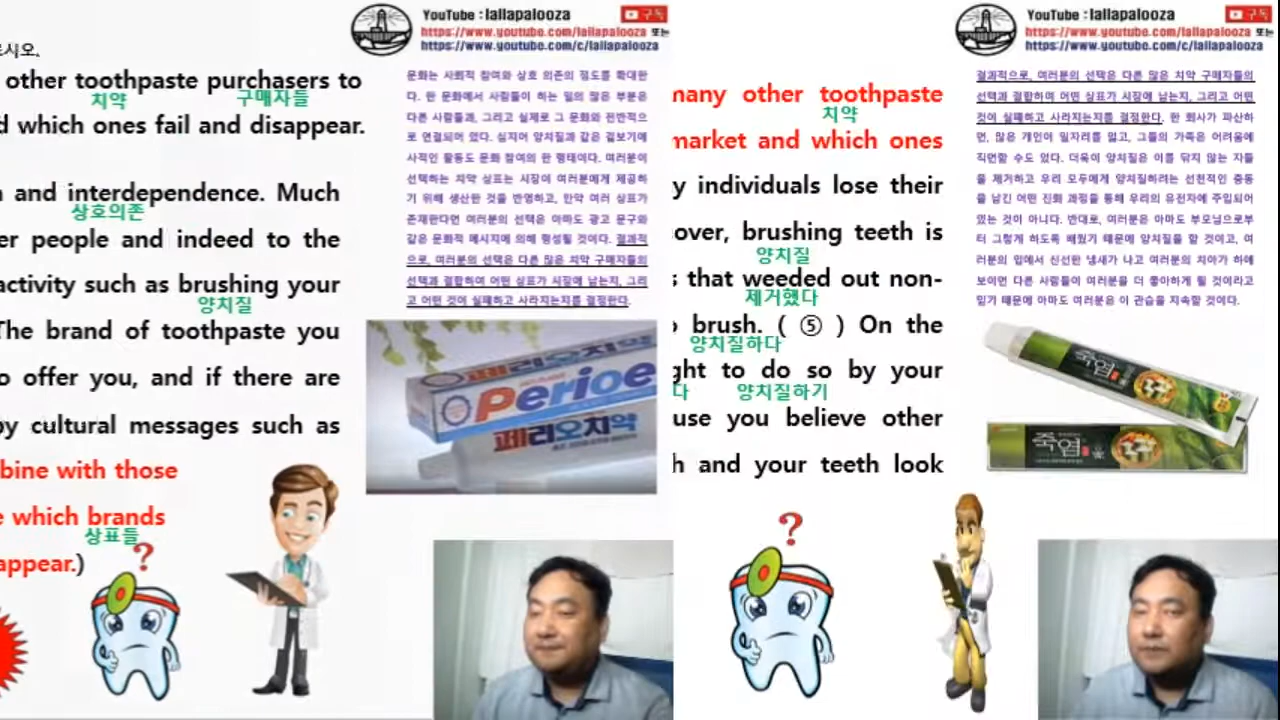 YouTube : lallapalooza
구독
https://www.youtube.com/lallapalooza 또는
https://www.youtube.com/c/lallapalooza
르시오.
other toothpaste purchasers to
치약 구매자들
d which ones fail and disappear.
n and interdependence. Much
상호의존
er people and indeed to the
activity such as brushing your
양치질
The brand of toothpaste you
o offer you, and if there are
by cultural messages such as
bine with those
e which brands
상표들
appear.)
?
문화는 사회적 참여와 상호 의존의 정도를 확대한
다. 한 문화에서 사람들이 하는 일의 많은 부분은
다른 사람들과, 그리고 실제로 그 문화와 전반적으
로 연결되어 있다. 심지어 양치질과 같은 겉보기에
사적인 활동도 문화 참여의 한 형태이다. 여러분이
선택하는 치약 상표는 시장이 여러분에게 제공하
기 위해 생산한 것을 반영하고, 만약 여러 상표가
존재한다면 여러분의 선택은 아마도 광고 문구와
같은 문화적 메시지에 의해 형성될 것이다. 결과적
으로, 여러분의 선택은 다른 많은 치약 구매자들의
선택과 결합하여 어떤 상표가 시장에 남는지, 그리
고 어떤 것이 실패하고 사라지는지를 결정한다.
페리오치약
Perioe
페리오치약
YouTube : lallapalooza
구독
https://www.youtube.com/lallapalooza 또는
https://www.youtube.com/c/lallapalooza
many other toothpaste
치약
market and which ones
y individuals lose their
over, brushing teeth is
양치질
s that weeded out non-
제거했다
o brush. ( ⑤ ) On the
양치질하다
ght to do so by your
다 양치질하기
use you believe other
h and your teeth look
?
결과적으로, 여러분의 선택은 다른 많은 치약 구매자들의
선택과 결합하여 어떤 상표가 시장에 남는지, 그리고 어떤
것이 실패하고 사라지는지를 결정한다. 한 회사가 파산하
면, 많은 개인이 일자리를 잃고, 그들의 가족은 어려움에
직면할 수도 있다. 더욱이 양치질은 이를 닦지 않는 자들
을 제거하고 우리 모두에게 양치질하려는 선천적인 충동
을 남긴 어떤 진화 과정을 통해 우리의 유전자에 주입되어
있는 것이 아니다. 반대로, 여러분은 아마도 부모님으로부
터 그렇게 하도록 배웠기 때문에 양치질을 할 것이고, 여
러분의 입에서 신선한 냄새가 나고 여러분의 치아가 하얘
보이면 다른 사람들이 여러분을 더 좋아하게 될 것이라고
믿기 때문에 아마도 여러분은 이 관습을 지속할 것이다.
죽염
죽염